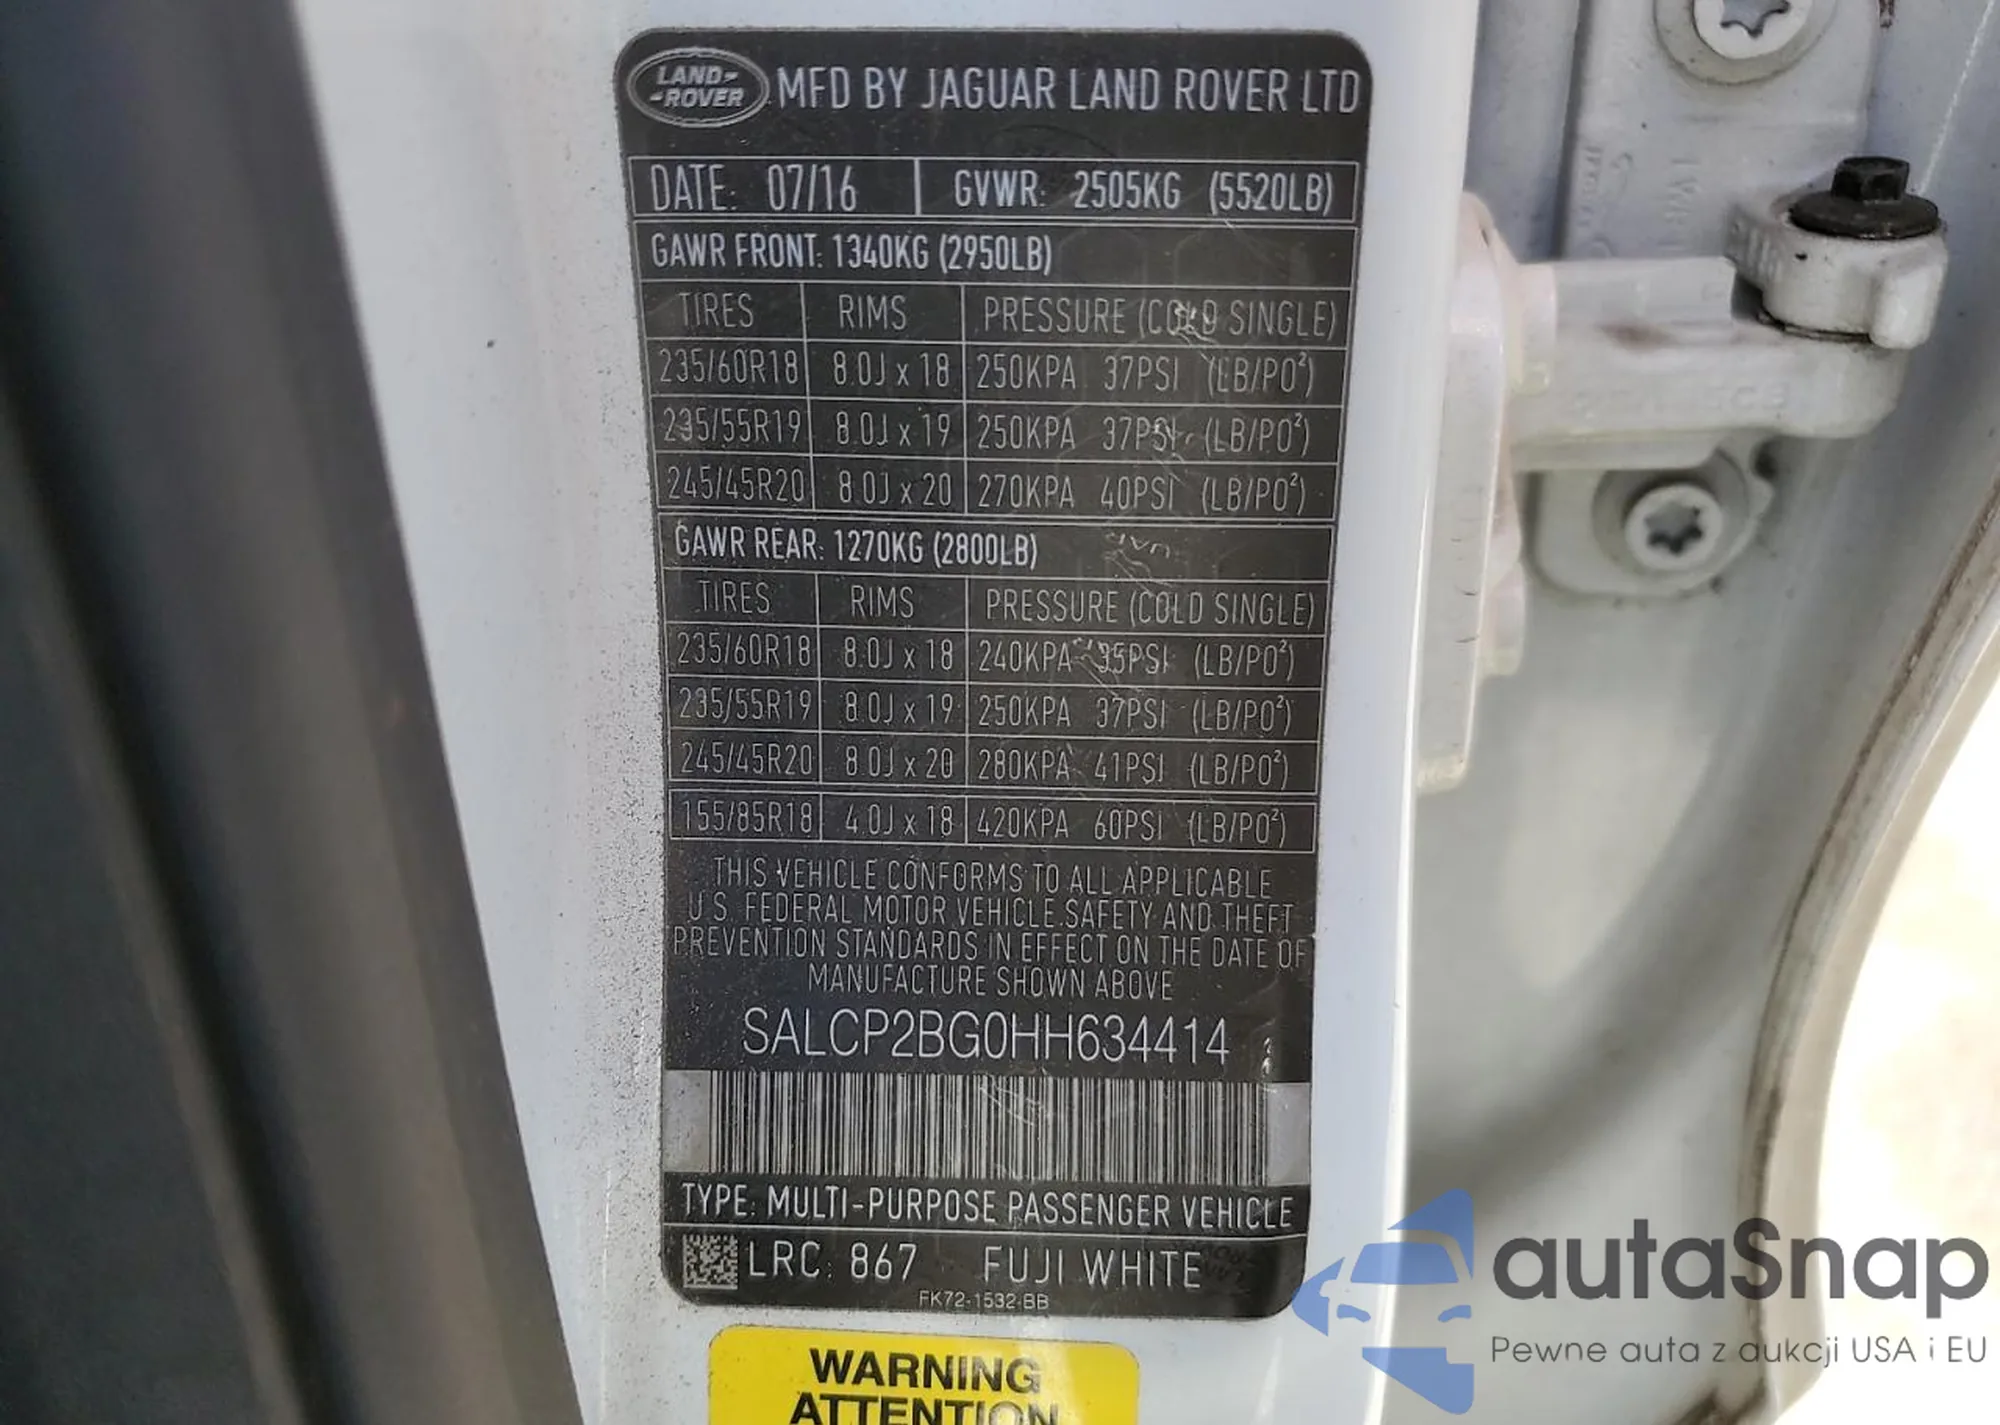 LAND-
-ROVER
MFD BY JAGUAR LAND ROVER LTD
DATE: 07/16 GVWR: 2505KG (5520LB)
GAWR FRONT: 1340KG (2950LB)
TIRES RIMS PRESSURE (COLD SINGLE)
235/60R18 8.0J x 18 250KPA 37PSI (LB/PO²)
235/55R19 8.0J x 19 250KPA 37PSI (LB/PO²)
245/45R20 8.0J x 20 270KPA 40PSI (LB/PO²)
GAWR REAR: 1270KG (2800LB)
TIRES RIMS PRESSURE (COLD SINGLE)
235/60R18 8.0J x 18 240KPA 35PSI (LB/PO²)
235/55R19 8.0J x 19 250KPA 37PSI (LB/PO²)
245/45R20 8.0J x 20 280KPA 41PSI (LB/PO²)
155/85R18 4.0J x 18 420KPA 60PSI (LB/PO²)
THIS VEHICLE CONFORMS TO ALL APPLICABLE
U.S. FEDERAL MOTOR VEHICLE SAFETY AND THEFT
PREVENTION STANDARDS IN EFFECT ON THE DATE OF
MANUFACTURE SHOWN ABOVE
SALCP2BG0HH634414
TYPE: MULTI-PURPOSE PASSENGER VEHICLE
LRC: 867 FUJI WHITE
FK72-1532-BB
WARNING
ATTENTION
autaSnap
Pewne auta z aukcji USA i EU